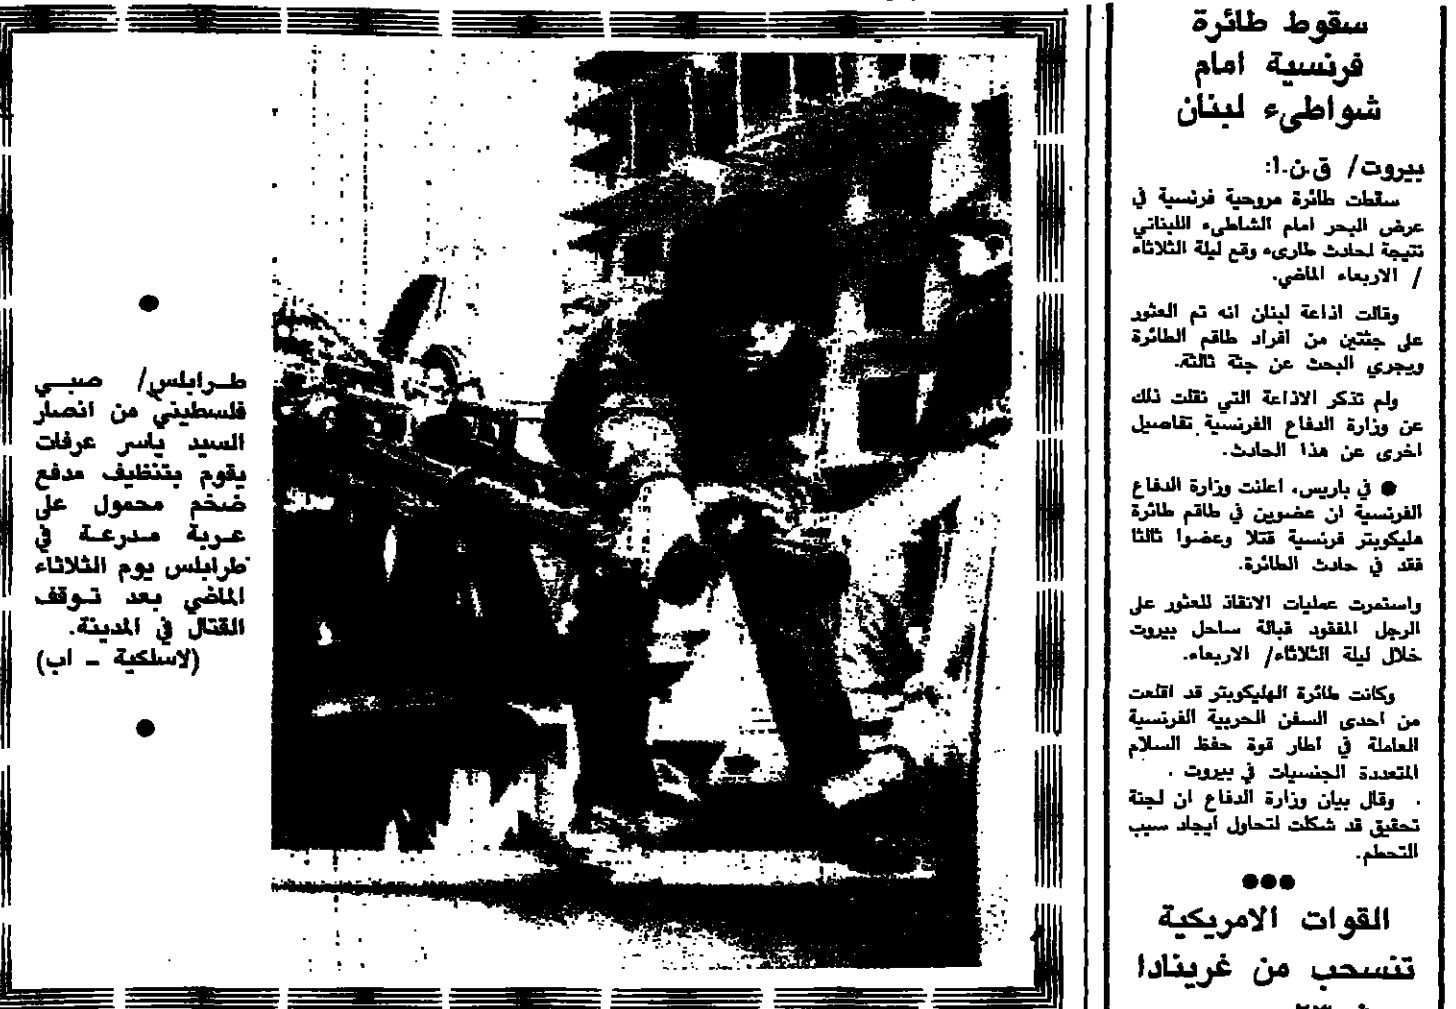 سقوط طائرة
فرنسية امام
شواطىء لبنان
بيروت/ ق.ن.ا:
سقطت طائرة مروحية فرنسية في
عرض البحر امام الشاطىء اللبناني
نتيجة لحادث طارىء وقع ليلة الثلاثاء
/ الاربعاء الماضي.
وقالت اذاعة لبنان انه تم العثور
على جثتين من افراد طاقم الطائرة
ويجري البحث عن جثة ثالثة.
ولم تذكر الاذاعة التي نقلت ذلك
عن وزارة الدفاع الفرنسية تفاصيل
اخرى عن هذا الحادث.
● في باريس، اعلنت وزارة الدفاع
الفرنسية ان عضوين في طاقم طائرة
هليكوبتر فرنسية قتلا وعضوا ثالثا
فقد في حادث الطائرة.
واستمرت عمليات الانقاذ للعثور على
الرجل المفقود قبالة ساحل بيروت
خلال ليلة الثلاثاء/ الاربعاء.
وكانت طائرة الهليكوبتر قد اقلعت
من احدى السفن الحربية الفرنسية
العاملة في اطار قوة حفظ السلام
المتعددة الجنسيات في بيروت .
وقال بيان وزارة الدفاع ان لجنة
تحقيق قد شكلت لتحاول ايجاد سبب
التحطم.
●●●
القوات الامريكية
تنسحب من غرينادا
طرابلس/ صبي
فلسطيني من انصار
السيد ياسر عرفات
يقوم بتنظيف مدفع
ضخم محمول على
عربة مدرعة في
طرابلس يوم الثلاثاء
الماضي بعد توقف
القتال في المدينة.
(لاسلكية – اب)